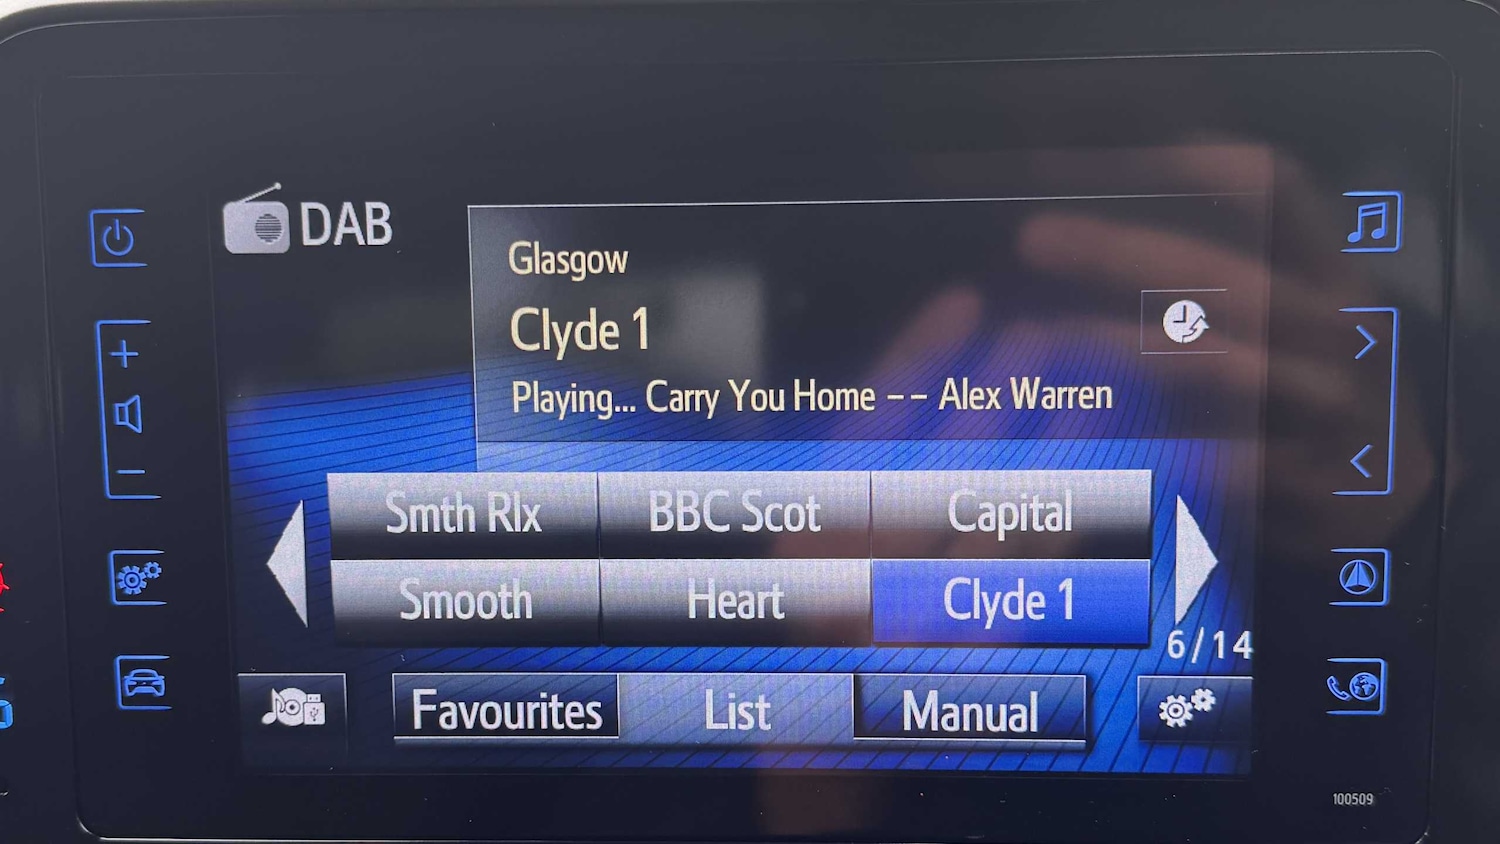 DAB
Glasgow
Clyde 1
Playing... Carry You Home -- Alex Warren
Smth Rlx BBC Scot Capital
Smooth Heart Clyde 1
6/14
Favourites List Manual
100509